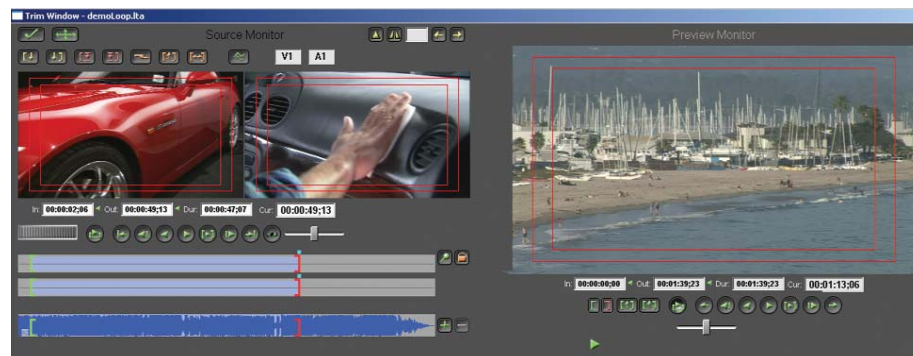 Trim Window - demoLoop.lta
Source Monitor
Preview Monitor
V1 A1
In: 00:00:02;06 Out: 00:00:49;13 Dur: 00:00:47;07 Cur: 00:00:49;13
In: 00:00:00;00 Out: 00:01:39;23 Dur: 00:01:39;23 Cur: 00:01:13;06